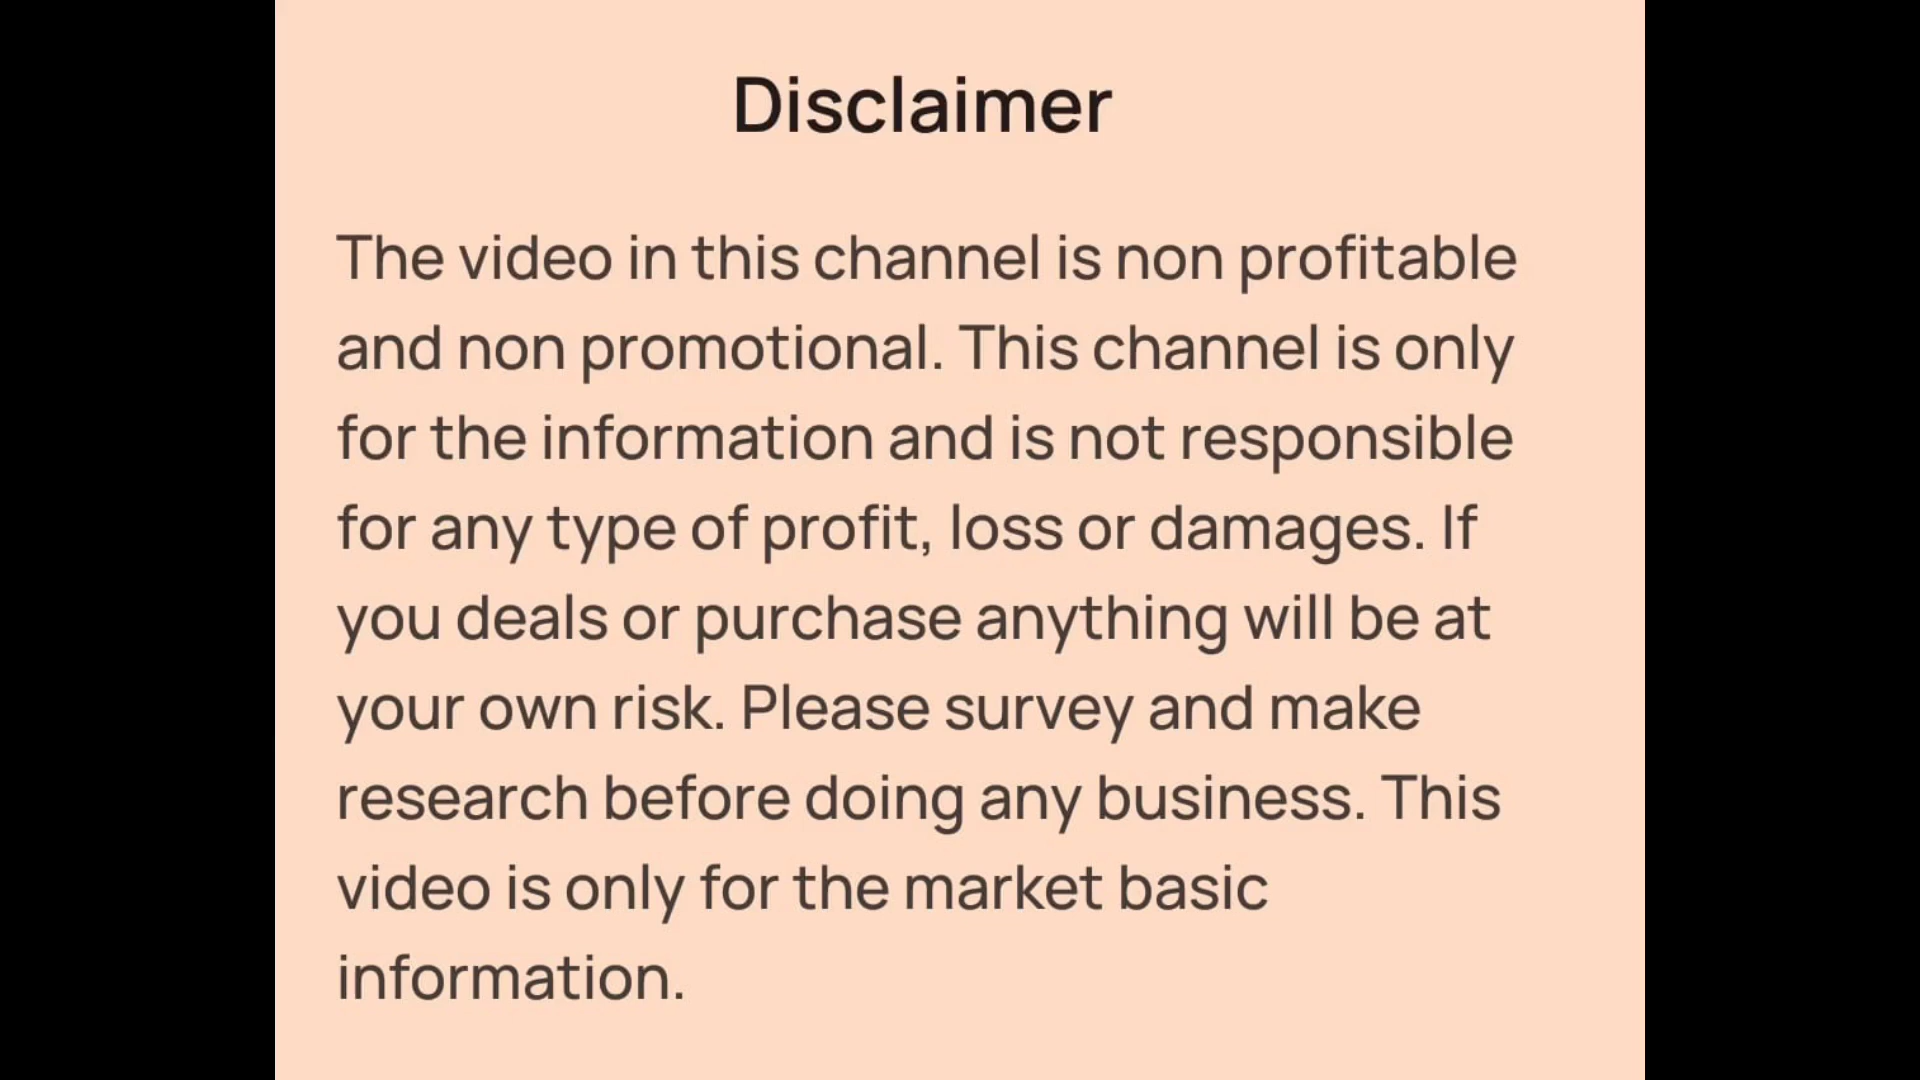 Disclaimer
The video in this channel is non profitable
and non promotional. This channel is only
for the information and is not responsible
for any type of profit, loss or damages. If
you deals or purchase anything will be at
your own risk. Please survey and make
research before doing any business. This
video is only for the market basic
information.